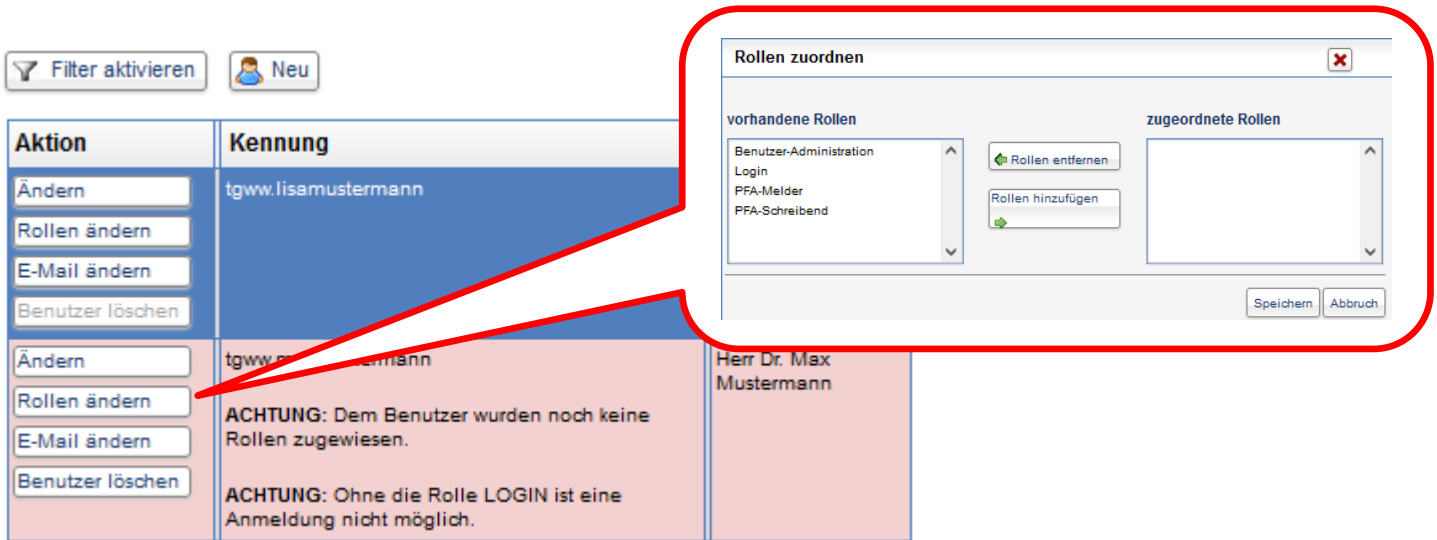 Filter aktivieren
Neu
Aktion
Kennung
Ändern
tgww.lisamustermann
Rollen ändern
E-Mail ändern
Benutzer löschen
Ändern
Herr Dr. Max
Mustermann
Rollen ändern
ACHTUNG: Dem Benutzer wurden noch keine
Rollen zugewiesen.
E-Mail ändern
Benutzer löschen
ACHTUNG: Ohne die Rolle LOGIN ist eine
Anmeldung nicht möglich.
Rollen zuordnen
vorhandene Rollen
zugeordnete Rollen
Benutzer-Administration
Login
PFA-Melder
PFA-Schreibend
Rollen entfernen
Rollen hinzufügen
Speichern
Abbruch